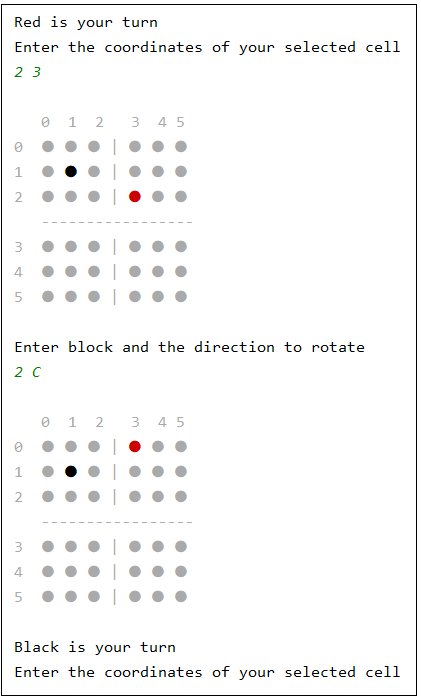 Red is your turn
Enter the coordinates of your selected cell
2 3
0 1 2 3 4 5
0 ● ● ● | ● ● ●
1 ● ● ● | ● ● ●
2 ● ● ● | ● ● ●
-----------------
3 ● ● ● | ● ● ●
4 ● ● ● | ● ● ●
5 ● ● ● | ● ● ●
Enter block and the direction to rotate
2 C
0 1 2 3 4 5
0 ● ● ● | ● ● ●
1 ● ● ● | ● ● ●
2 ● ● ● | ● ● ●
-----------------
3 ● ● ● | ● ● ●
4 ● ● ● | ● ● ●
5 ● ● ● | ● ● ●
Black is your turn
Enter the coordinates of your selected cell